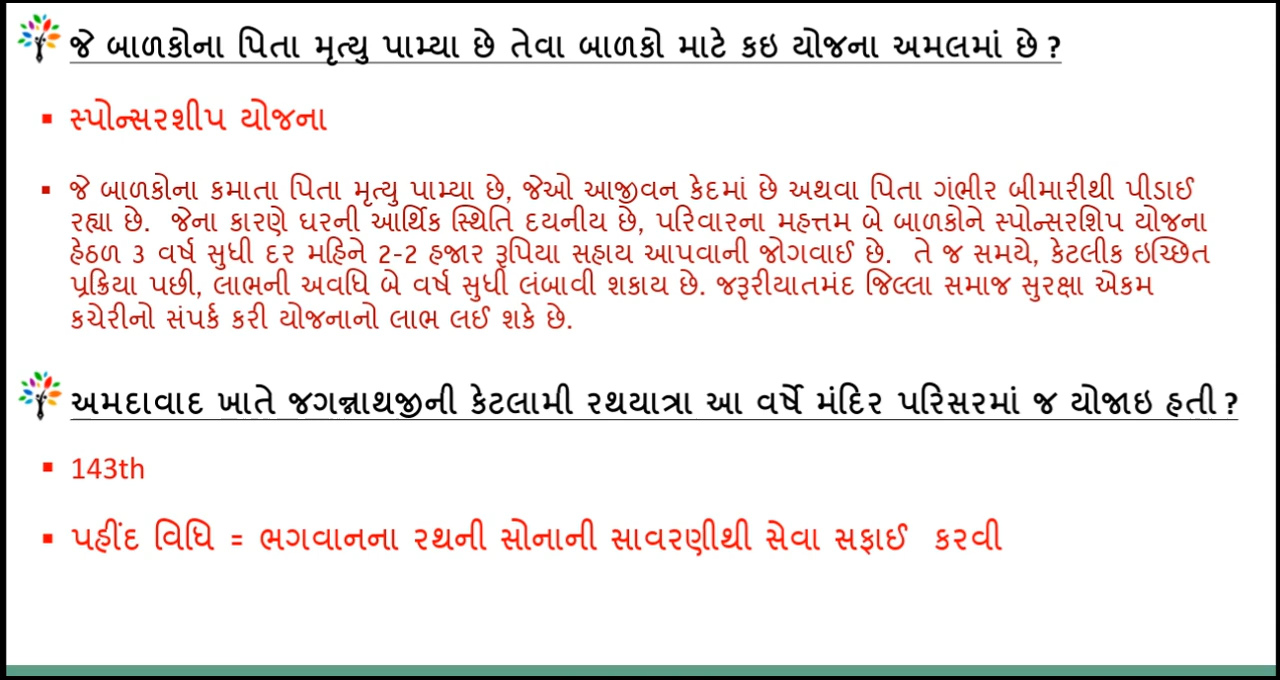 જે બાળકોના પિતા મૃત્યુ પામ્યા છે તેવા બાળકો માટે કઇ યોજના અમલમાં છે ?
▪ સ્પોન્સરશીપ યોજના
▪ જે બાળકોના કમાતા પિતા મૃત્યુ પામ્યા છે, જેઓ આજીવન કેદમાં છે અથવા પિતા ગંભીર બીમારીથી પીડાઈ
રહ્યા છે. જેના કારણે ઘરની આર્થિક સ્થિતિ દયનીય છે, પરિવારના મહત્તમ બે બાળકોને સ્પોન્સરશિપ યોજના
હેઠળ 3 વર્ષ સુધી દર મહિને 2-2 હજાર રૂપિયા સહાય આપવાની જોગવાઈ છે. તે જ સમયે, કેટલીક ઇચ્છિત
પ્રક્રિયા પછી, લાભની અવધિ બે વર્ષ સુધી લંબાવી શકાય છે. જરૂરીયાતમંદ જિલ્લા સમાજ સુરક્ષા એકમ
કચેરીનો સંપર્ક કરી યોજનાનો લાભ લઈ શકે છે.
અમદાવાદ ખાતે જગન્નાથજીની કેટલામી રથયાત્રા આ વર્ષે મંદિર પરિસરમાં જ યોજાઇ હતી ?
▪ 143th
▪ પહીંદ વિધિ = ભગવાનના રથની સોનાની સાવરણીથી સેવા સફાઈ કરવી